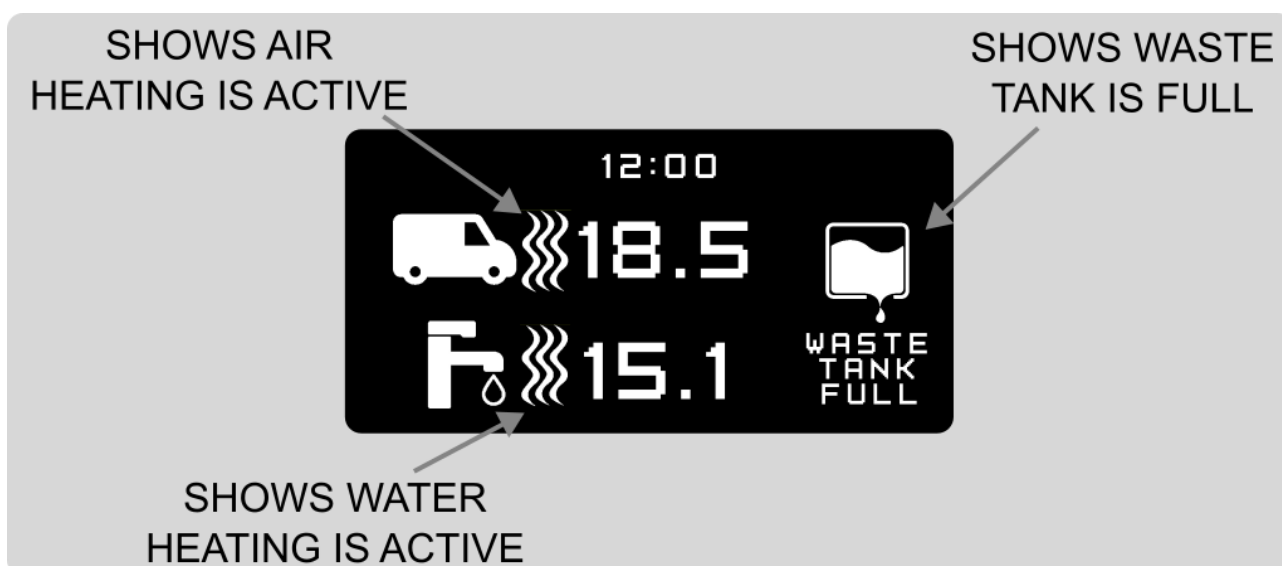 SHOWS AIR
HEATING IS ACTIVE
SHOWS WASTE
TANK IS FULL
12:00
18.5
15.1
WASTE
TANK
FULL
SHOWS WATER
HEATING IS ACTIVE